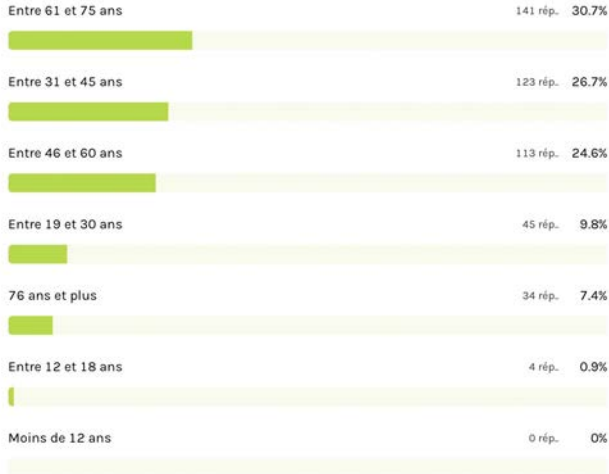 Entre 61 et 75 ans 141 rép.. 30.7%
Entre 31 et 45 ans 123 rép.. 26.7%
Entre 46 et 60 ans 113 rép.. 24.6%
Entre 19 et 30 ans 45 rép.. 9.8%
76 ans et plus 34 rép.. 7.4%
Entre 12 et 18 ans 4 rép.. 0.9%
Moins de 12 ans 0 rép.. 0%